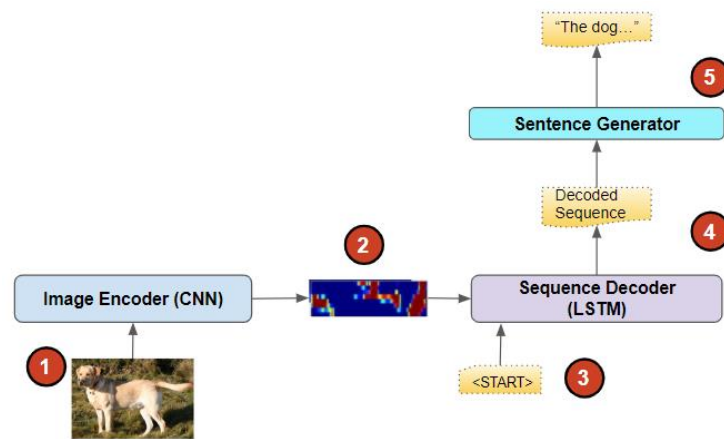 “The dog…”
5
Sentence Generator
Decoded
Sequence
4
2
Image Encoder (CNN)
Sequence Decoder
(LSTM)
1
<START>
3